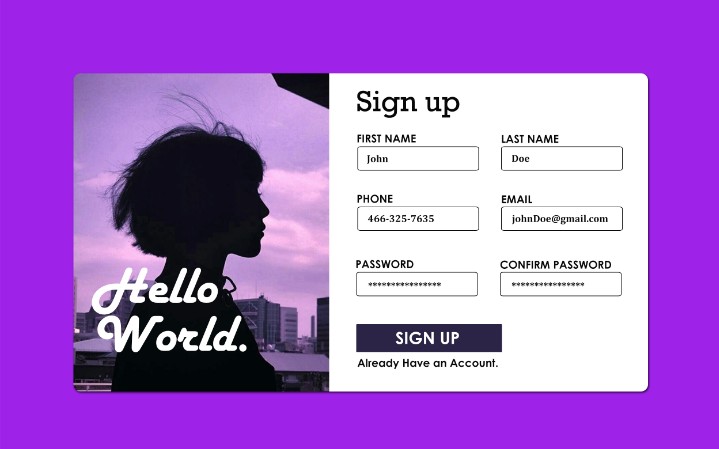 Hello
World.
Sign up
FIRST NAME
LAST NAME
John
Doe
PHONE
EMAIL
466-325-7635
johnDoe@gmail.com
PASSWORD
CONFIRM PASSWORD
****************
****************
SIGN UP
Already Have an Account.